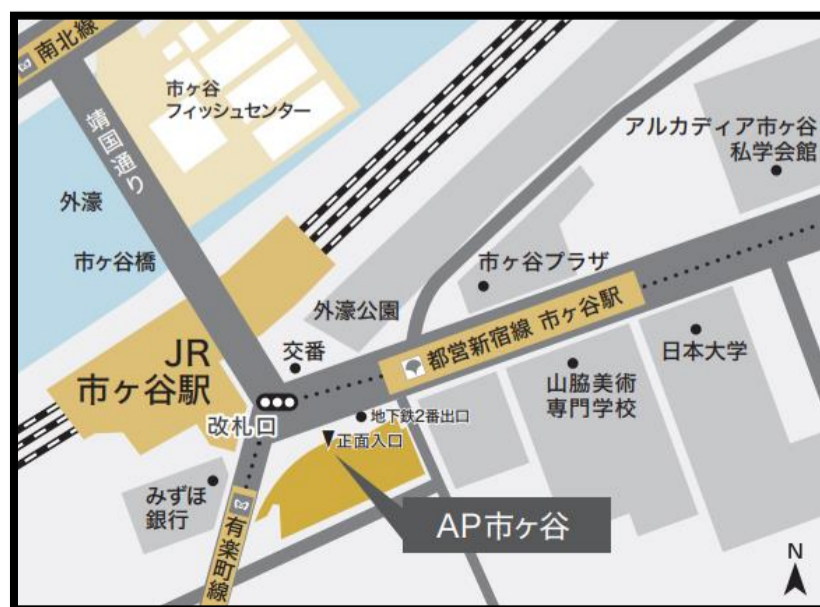 南北線
市ヶ谷
フィッシュセンター
靖国通り
外濠
市ヶ谷橋
アルカディア市ヶ谷
私学会館
市ヶ谷プラザ
外濠公園
都営新宿線 市ヶ谷駅
日本大学
山脇美術
専門学校
交番
JR
市ヶ谷駅
改札口
地下鉄2番出口
正面入口
みずほ
銀行
有楽町線
AP市ヶ谷
N